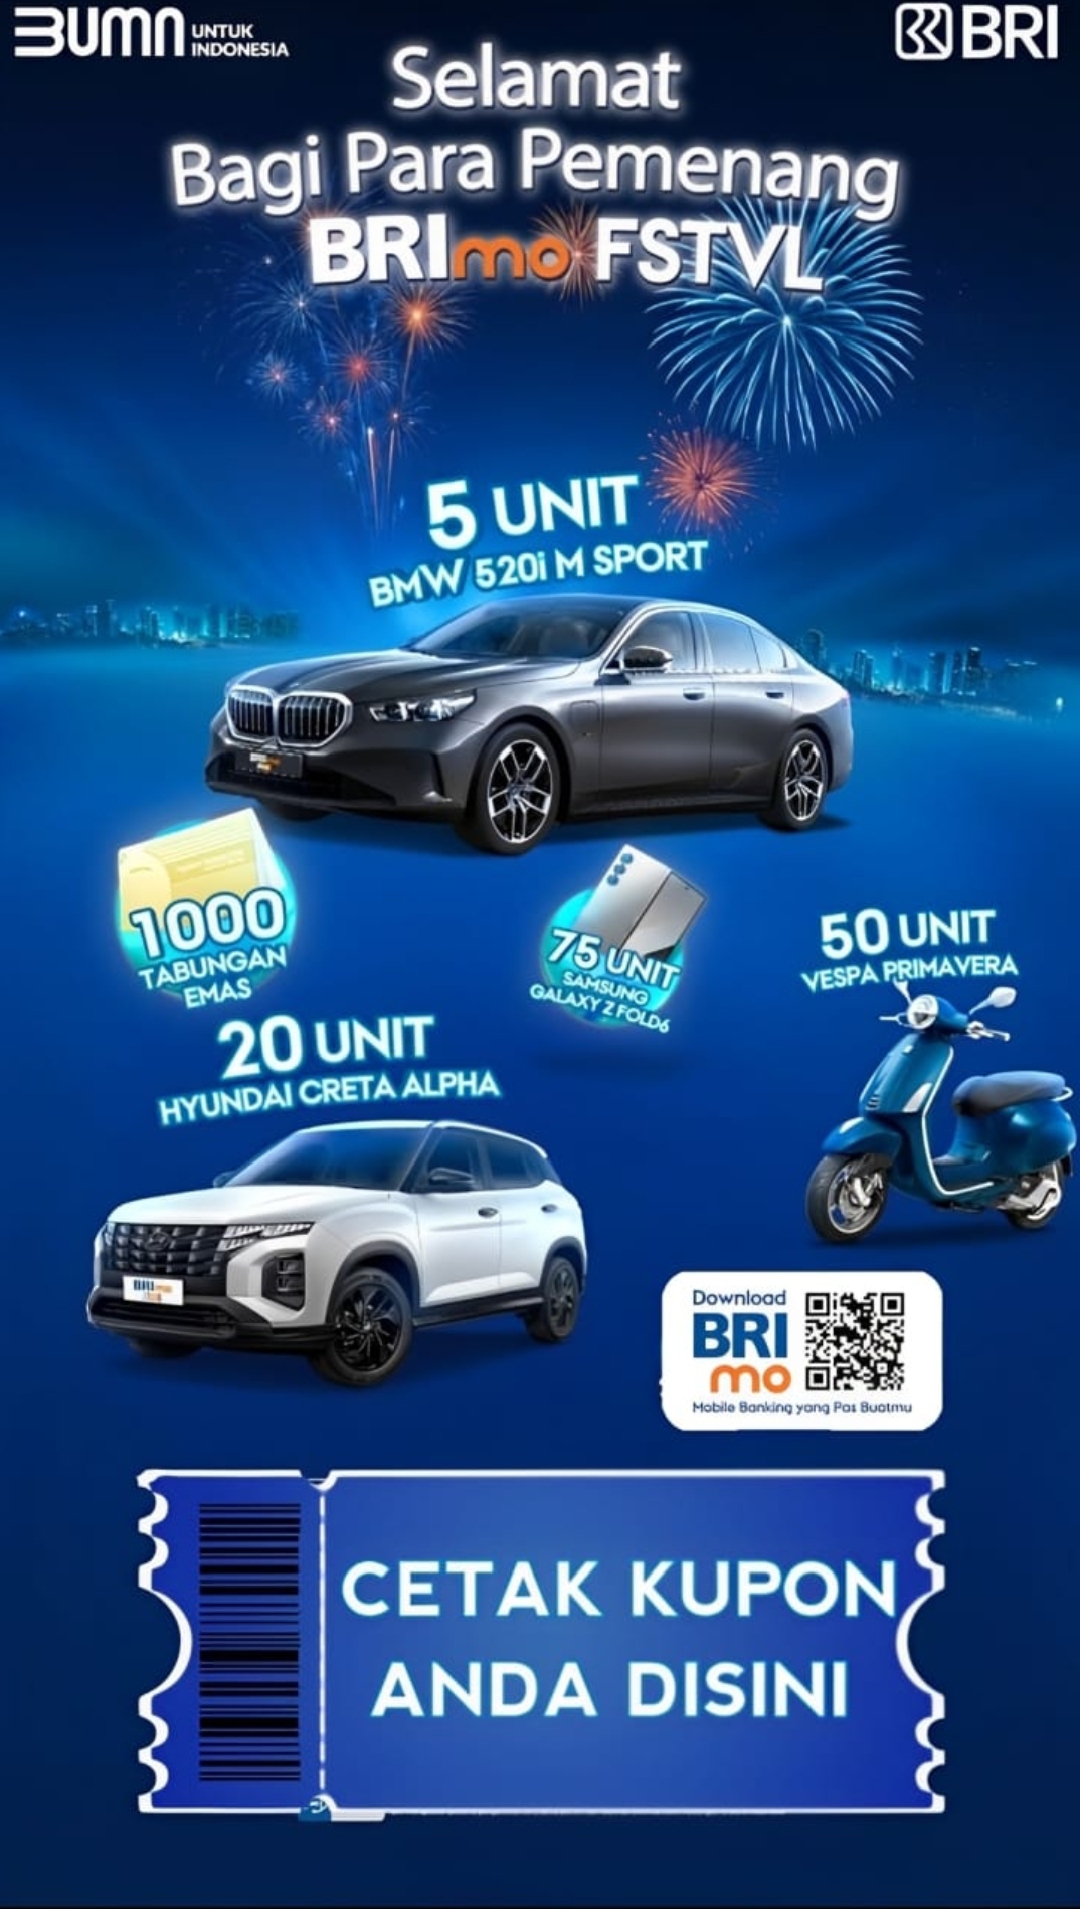 BUMN UNTUK
INDONESIA
BRI
Selamat
Bagi Para Pemenang
BRImo FSTVL
5 UNIT
BMW 520i M SPORT
1000
TABUNGAN
EMAS
75 UNIT
SAMSUNG
GALAXY Z FOLD6
50 UNIT
VESPA PRIMAVERA
20 UNIT
HYUNDAI CRETA ALPHA
BRImo
Download
BRI
mo
Mobile Banking yang Pas Buatmu
CETAK KUPON
ANDA DISINI